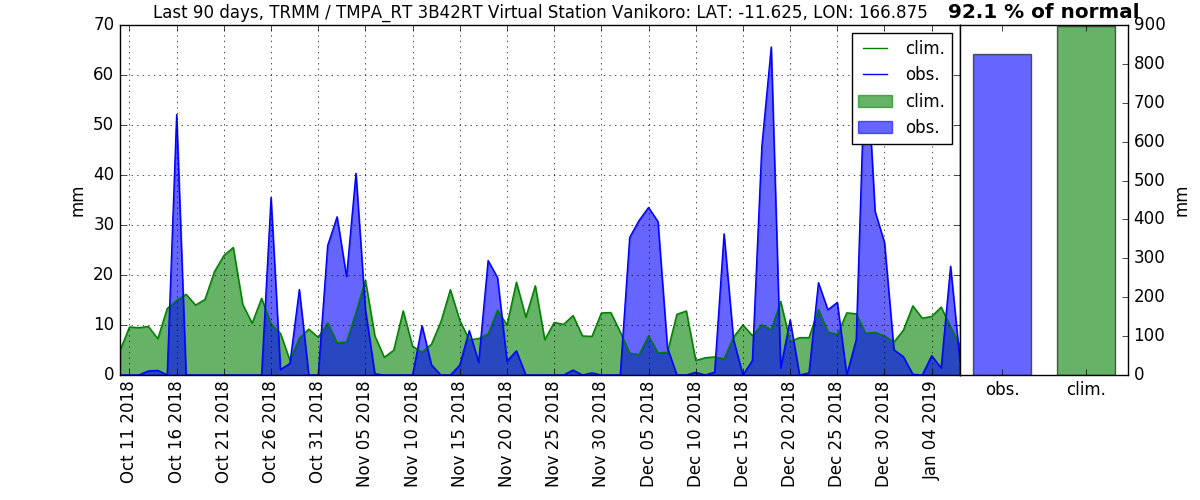 Last 90 days, TRMM / TMPA_RT 3B42RT Virtual Station Vanikoro: LAT: -11.625, LON: 166.875
92.1 % of normal
70
60
50
40
30
20
10
0
mm
clim.
obs.
clim.
obs.
900
800
700
600
500
400
300
200
100
0
mm
Oct 11 2018
Oct 16 2018
Oct 21 2018
Oct 26 2018
Oct 31 2018
Nov 05 2018
Nov 10 2018
Nov 15 2018
Nov 20 2018
Nov 25 2018
Nov 30 2018
Dec 05 2018
Dec 10 2018
Dec 15 2018
Dec 20 2018
Dec 25 2018
Dec 30 2018
Jan 04 2019
obs.
clim.